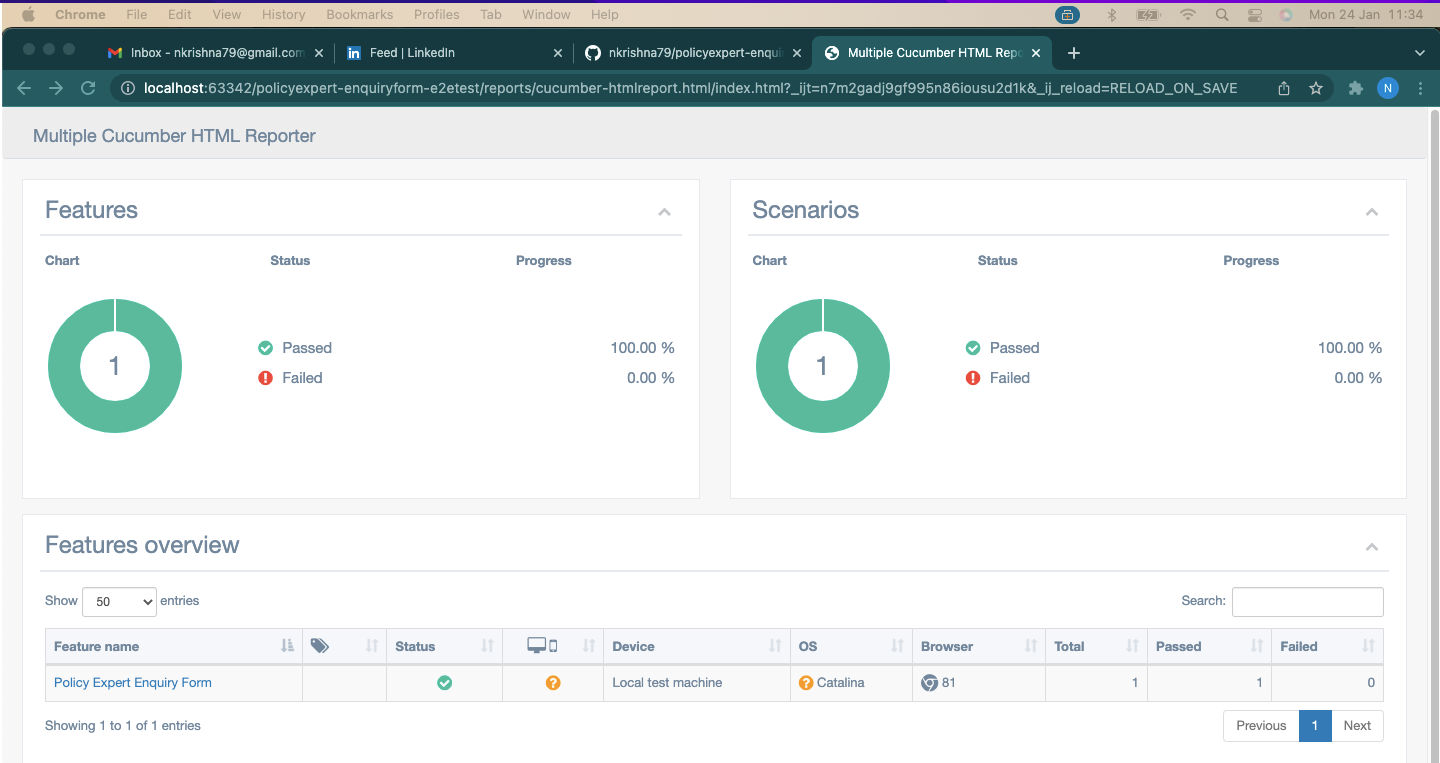 Chrome File Edit View History Bookmarks Profiles Tab Window Help Mon 24 Jan 11:34
Inbox - nkrishna79@gmail.com Feed | LinkedIn nkrishna79/policyexpert-enqui Multiple Cucumber HTML Repo
localhost:63342/policyexpert-enquiryform-e2etest/reports/cucumber-htmlreport.html/index.html?_ijt=n7m2gadj9gf995n86iousu2d1k&_ij_reload=RELOAD_ON_SAVE N
Multiple Cucumber HTML Reporter
Features
Chart Status Progress
1
Passed 100.00 %
Failed 0.00 %
Scenarios
Chart Status Progress
1
Passed 100.00 %
Failed 0.00 %
Features overview
Show 50 entries Search:
Feature name Status Device OS Browser Total Passed Failed
Policy Expert Enquiry Form Local test machine Catalina 81 1 1 0
Showing 1 to 1 of 1 entries Previous 1 Next